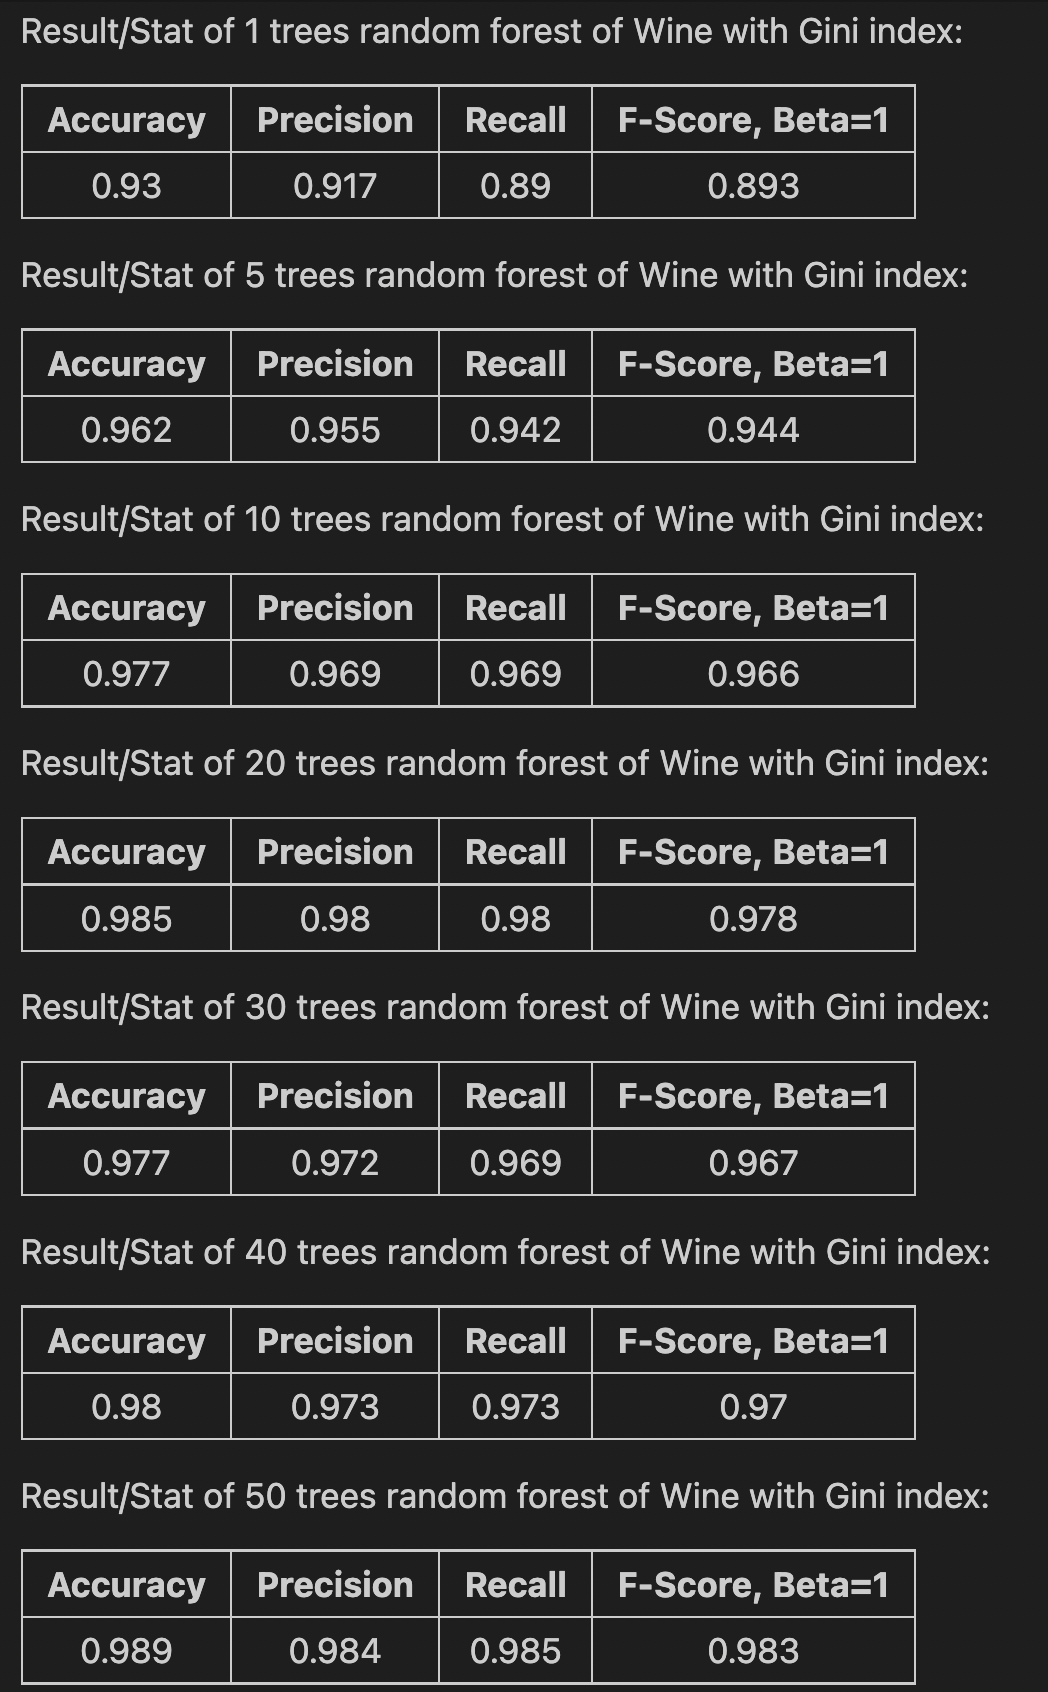 Result/Stat of 1 trees random forest of Wine with Gini index:
Accuracy Precision Recall F-Score, Beta=1
0.93 0.917 0.89 0.893
Result/Stat of 5 trees random forest of Wine with Gini index:
Accuracy Precision Recall F-Score, Beta=1
0.962 0.955 0.942 0.944
Result/Stat of 10 trees random forest of Wine with Gini index:
Accuracy Precision Recall F-Score, Beta=1
0.977 0.969 0.969 0.966
Result/Stat of 20 trees random forest of Wine with Gini index:
Accuracy Precision Recall F-Score, Beta=1
0.985 0.98 0.98 0.978
Result/Stat of 30 trees random forest of Wine with Gini index:
Accuracy Precision Recall F-Score, Beta=1
0.977 0.972 0.969 0.967
Result/Stat of 40 trees random forest of Wine with Gini index:
Accuracy Precision Recall F-Score, Beta=1
0.98 0.973 0.973 0.97
Result/Stat of 50 trees random forest of Wine with Gini index:
Accuracy Precision Recall F-Score, Beta=1
0.989 0.984 0.985 0.983